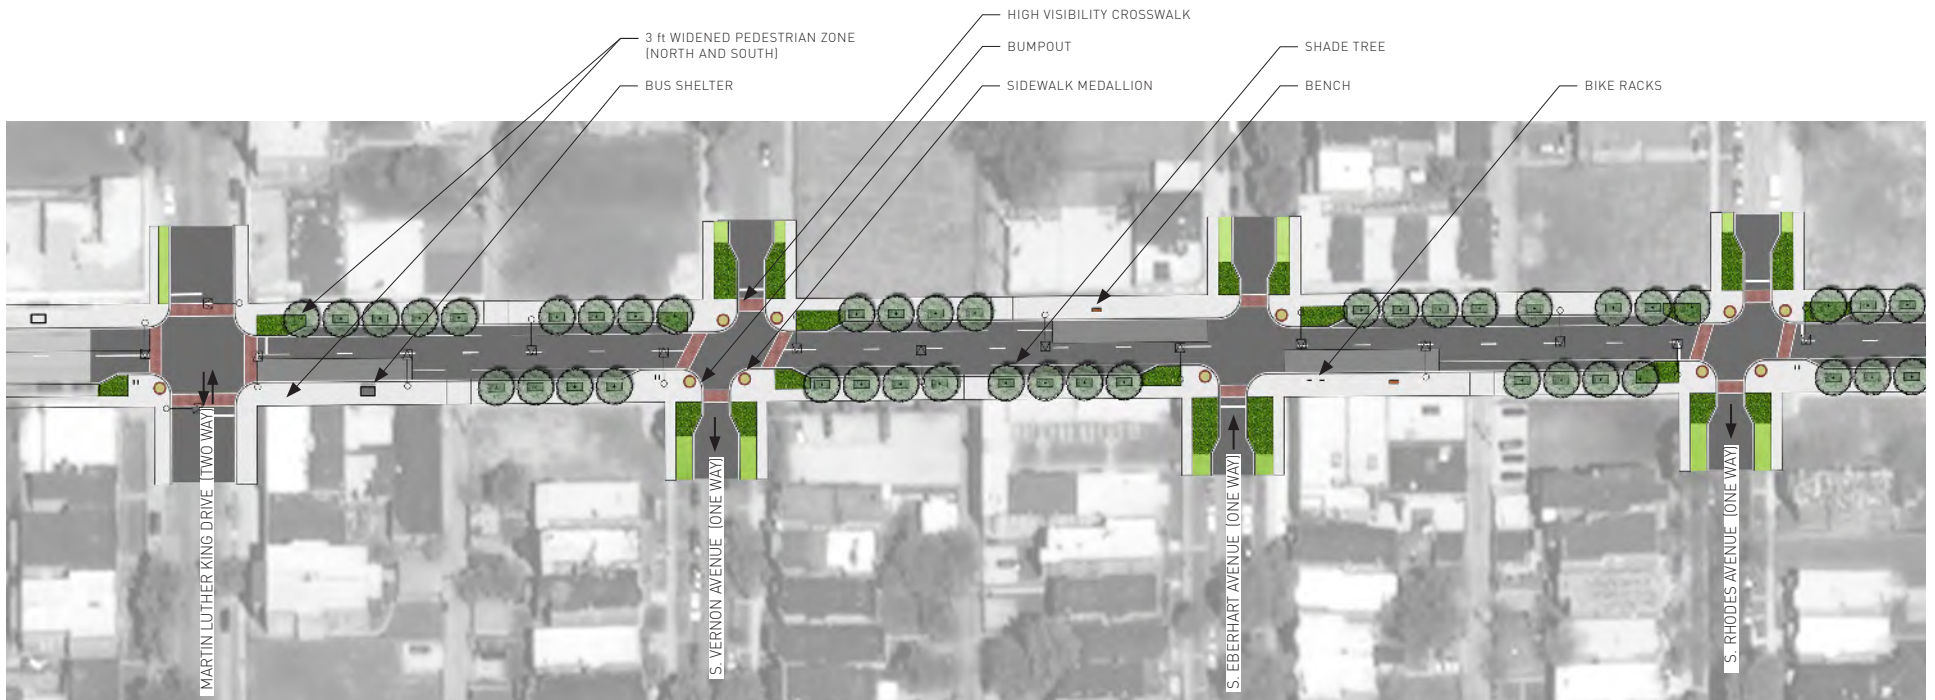 HIGH VISIBILITY CROSSWALK
3 ft WIDENED PEDESTRIAN ZONE
(NORTH AND SOUTH)
BUMPOUT
SHADE TREE
BUS SHELTER
SIDEWALK MEDALLION
BENCH
BIKE RACKS
MARTIN LUTHER KING DRIVE (TWO WAY)
S. VERNON AVENUE (ONE WAY)
S. EBERHART AVENUE (ONE WAY)
S. RHODES AVENUE (ONE WAY)